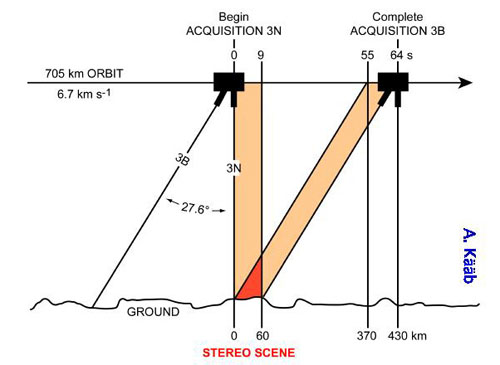 Begin
ACQUISITION 3N
Complete
ACQUISITION 3B
0
9
55
64 s
705 km ORBIT
6.7 km s-1
3B
3N
27.6°
A. Kääb
GROUND
0
60
370
430 km
STEREO SCENE